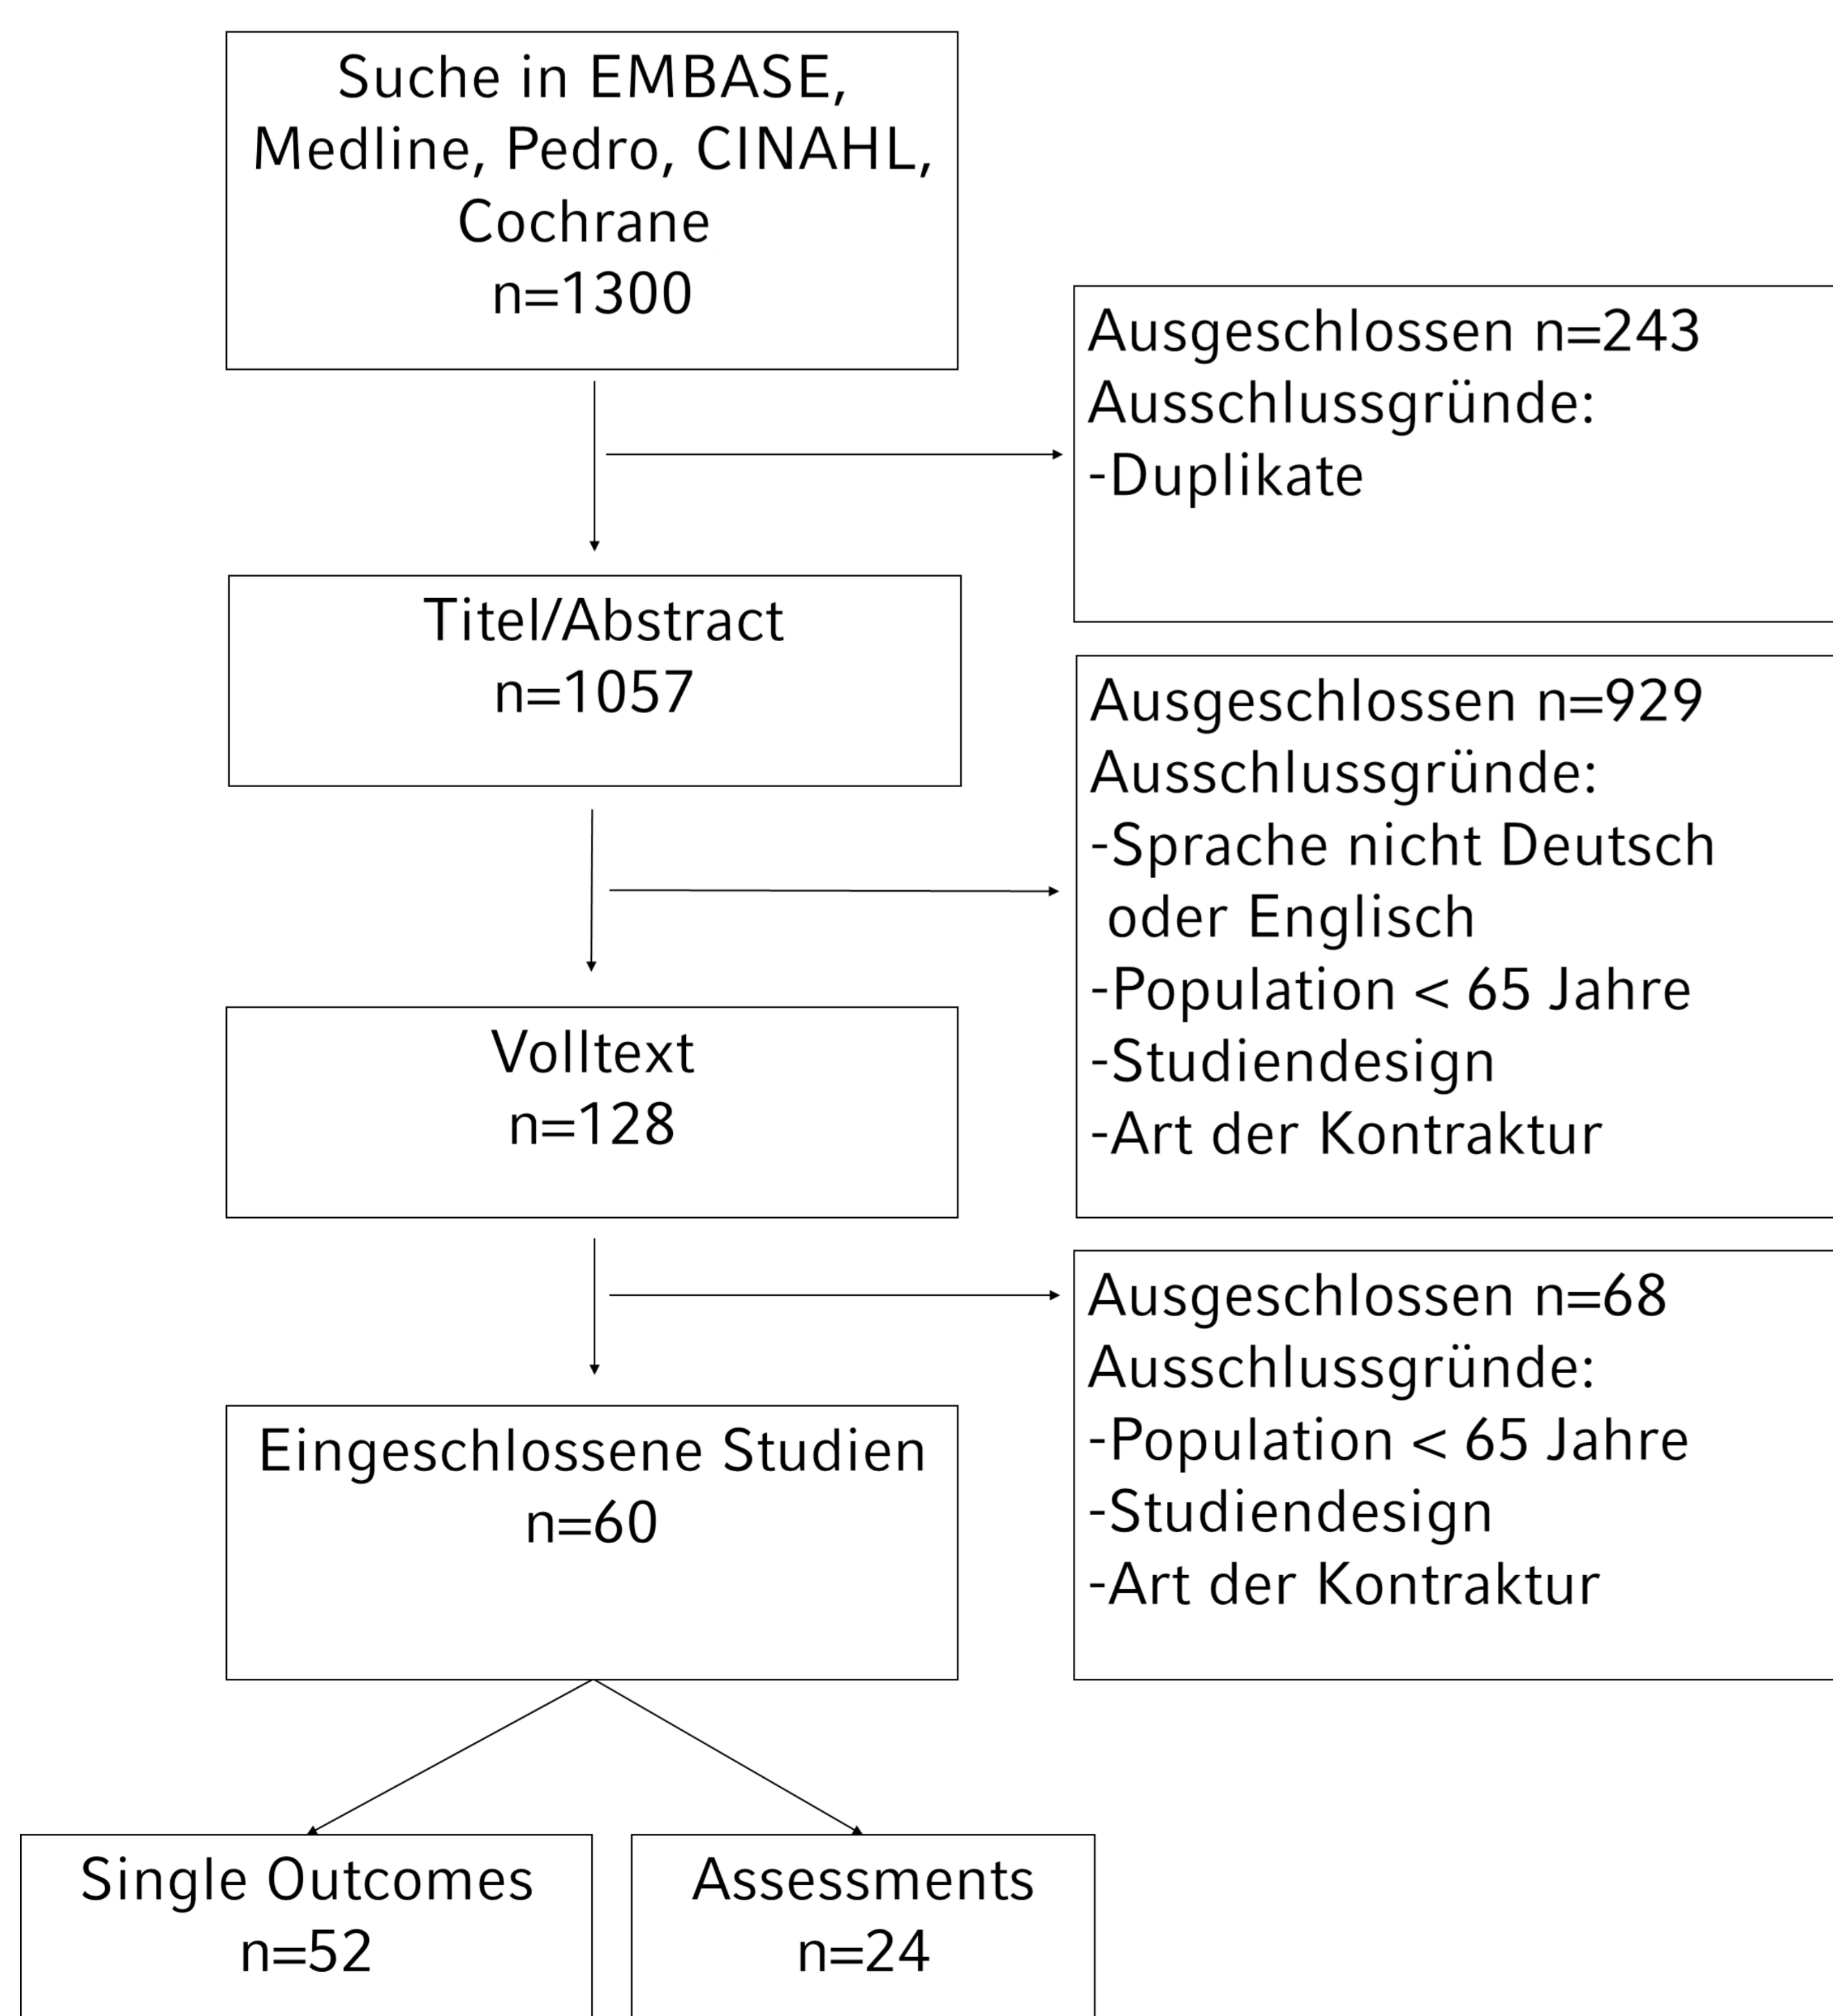 Suche in EMBASE,
Medline, Pedro, CINAHL,
Cochrane
n=1300
Ausgeschlossen n=243
Ausschlussgründe:
-Duplikate
Titel/Abstract
n=1057
Ausgeschlossen n=929
Ausschlussgründe:
-Sprache nicht Deutsch
oder Englisch
-Population < 65 Jahre
-Studiendesign
-Art der Kontraktur
Volltext
n=128
Ausgeschlossen n=68
Ausschlussgründe:
-Population < 65 Jahre
-Studiendesign
-Art der Kontraktur
Eingeschlossene Studien
n=60
Single Outcomes
n=52
Assessments
n=24